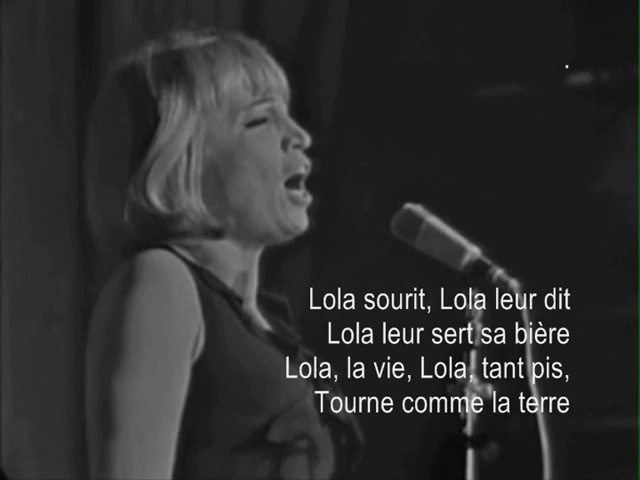 Lola sourit, Lola leur dit
Lola leur sert sa bière
Lola, la vie, Lola, tant pis,
Tourne comme la terre